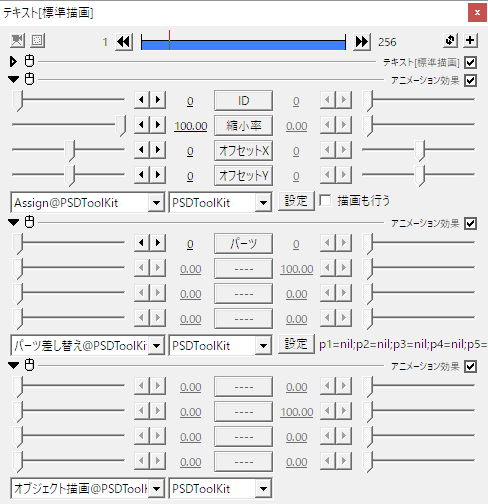 テキスト[標準描画]
1 256
テキスト[標準描画]
アニメーション効果
0 ID 0
100.00 縮小率 0.00
0 オフセットX 0
0 オフセットY 0
Assign@PSDToolKit PSDToolKit 設定 描画も行う
アニメーション効果
0 パーツ 0
0.00 ---- 100.00
0.00 ---- 0.00
0.00 ---- 0.00
パーツ差し替え@PSDToolKit PSDToolKit 設定 p1=nil;p2=nil;p3=nil;p4=nil;p5=
アニメーション効果
0.00 ---- 0.00
0.00 ---- 100.00
0.00 ---- 0.00
0.00 ---- 0.00
オブジェクト描画@PSDToolK PSDToolKit